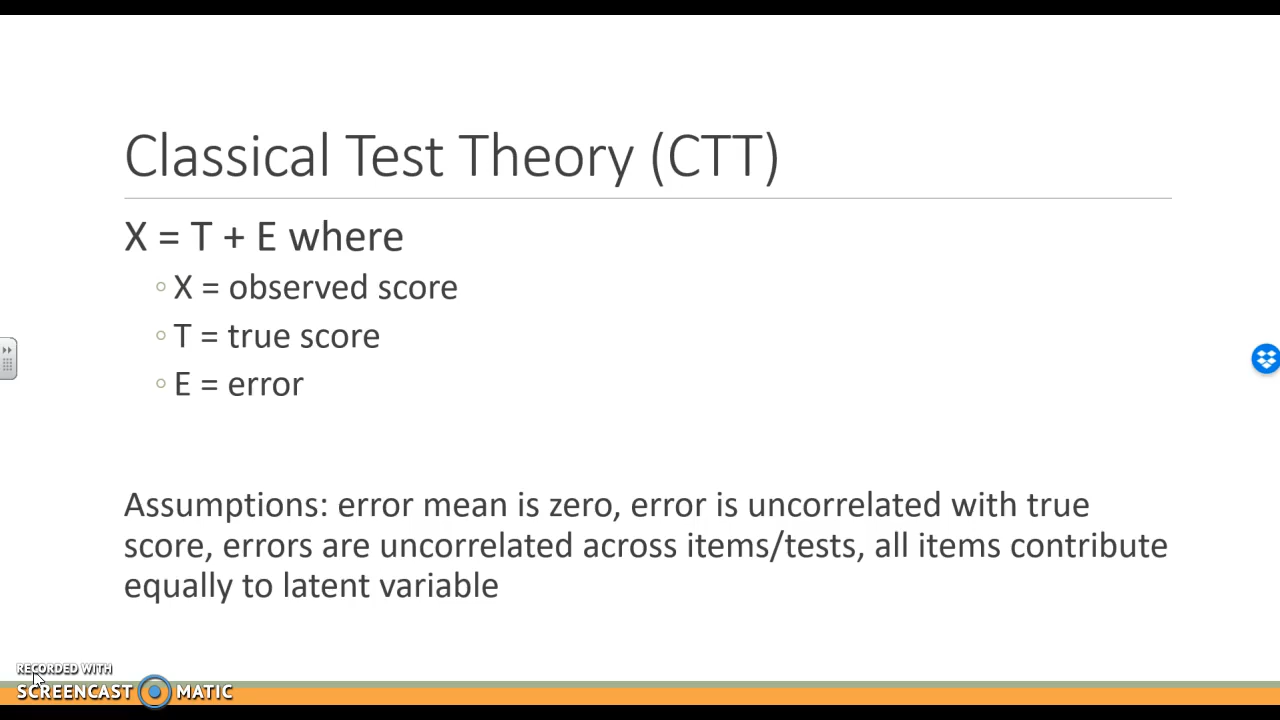 Classical Test Theory (CTT)
X = T + E where
◦ X = observed score
◦ T = true score
◦ E = error
Assumptions: error mean is zero, error is uncorrelated with true
score, errors are uncorrelated across items/tests, all items contribute
equally to latent variable
RECORDED WITH
SCREENCAST MATIC